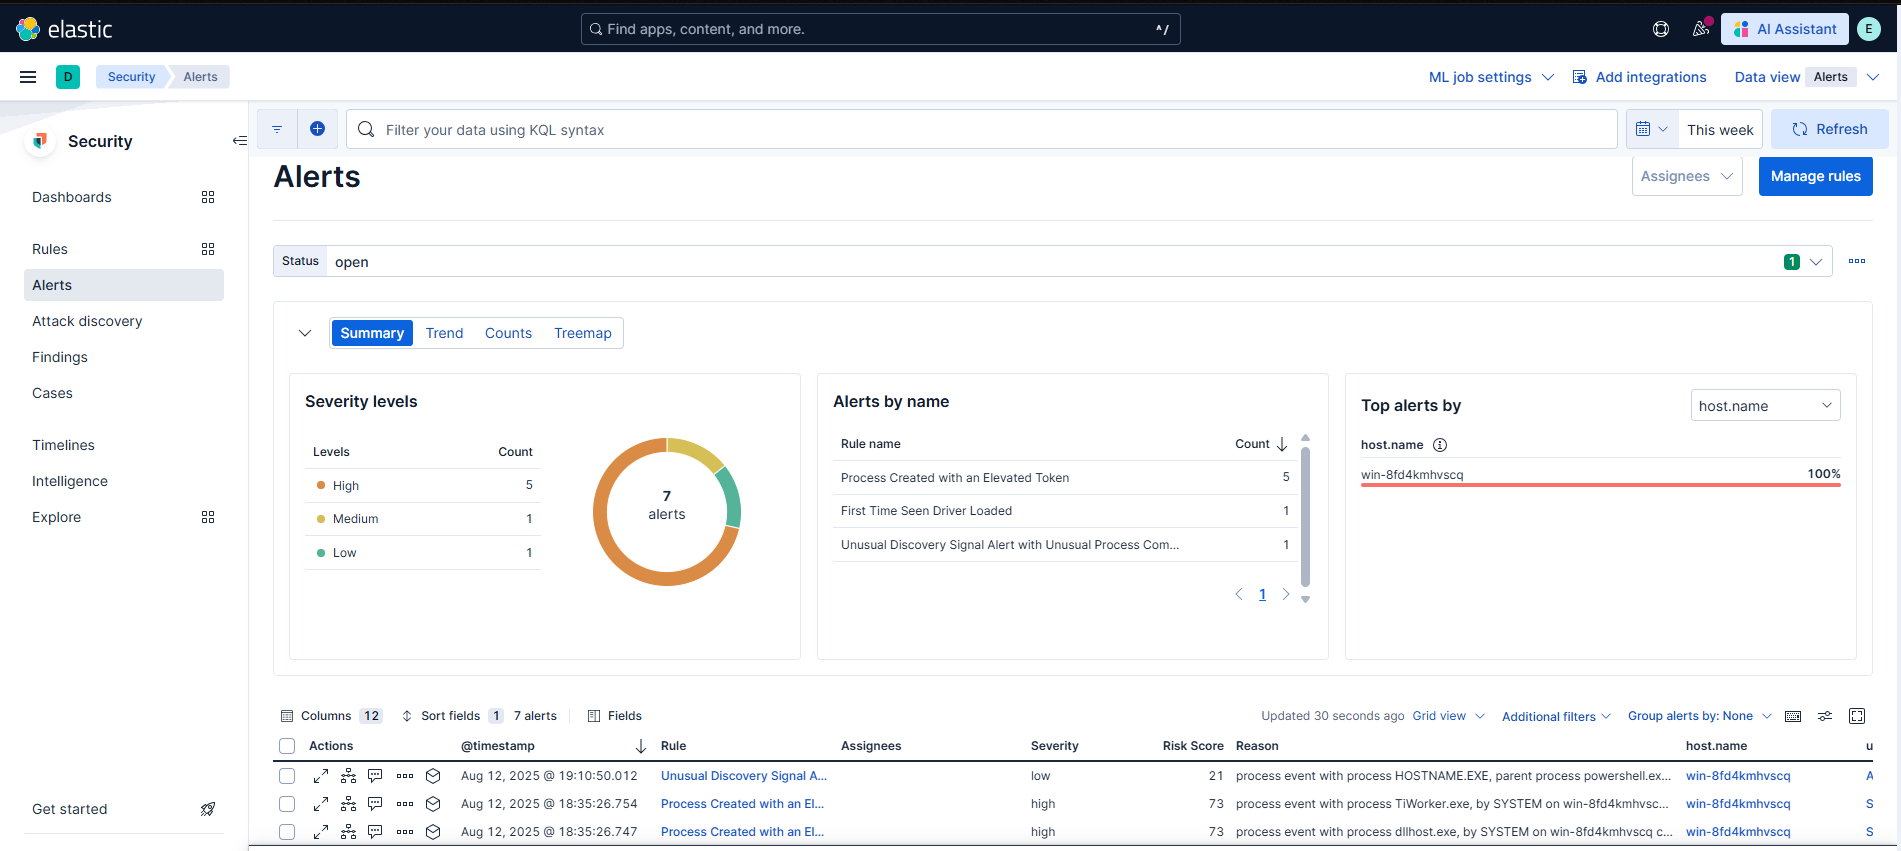 elastic
Find apps, content, and more.
^/
AI Assistant
E
D
Security
Alerts
ML job settings
Add integrations
Data view
Alerts
Security
Filter your data using KQL syntax
This week
Refresh
Alerts
Assignees
Manage rules
Dashboards
Rules
Alerts
Attack discovery
Findings
Cases
Timelines
Intelligence
Explore
Get started
Status
open
1
Summary
Trend
Counts
Treemap
Severity levels
Levels Count
High 5
Medium 1
Low 1
7
alerts
Alerts by name
Rule name Count
Process Created with an Elevated Token 5
First Time Seen Driver Loaded 1
Unusual Discovery Signal Alert with Unusual Process Com... 1
1
Top alerts by
host.name
host.name
win-8fd4kmhvscq 100%
Columns 12 Sort fields 1 7 alerts Fields
Updated 30 seconds ago Grid view Additional filters Group alerts by: None
Actions @timestamp Rule Assignees Severity Risk Score Reason host.name u
Aug 12, 2025 @ 19:10:50.012 Unusual Discovery Signal A... low 21 process event with process HOSTNAME.EXE, parent process powershell.ex... win-8fd4kmhvscq A
Aug 12, 2025 @ 18:35:26.754 Process Created with an El... high 73 process event with process TiWorker.exe, by SYSTEM on win-8fd4kmhvsc... win-8fd4kmhvscq S
Aug 12, 2025 @ 18:35:26.747 Process Created with an El... high 73 process event with process dllhost.exe, by SYSTEM on win-8fd4kmhvscq c... win-8fd4kmhvscq S